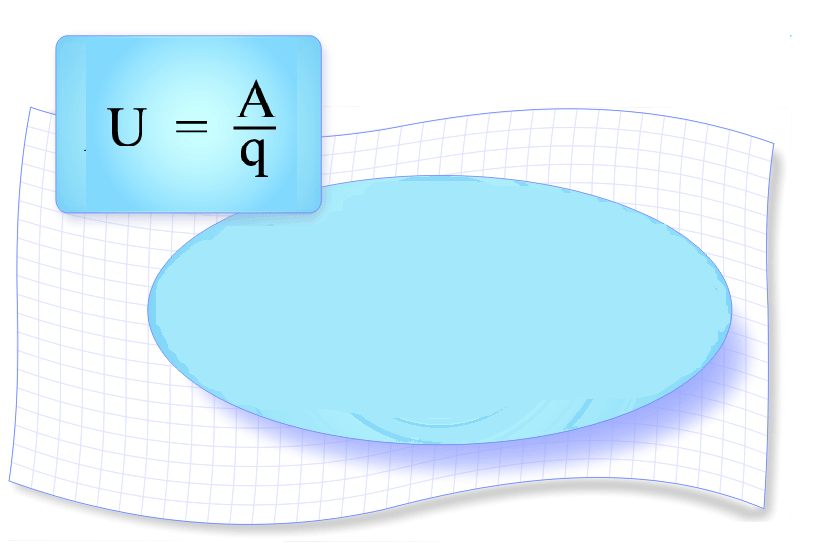 U = A/q